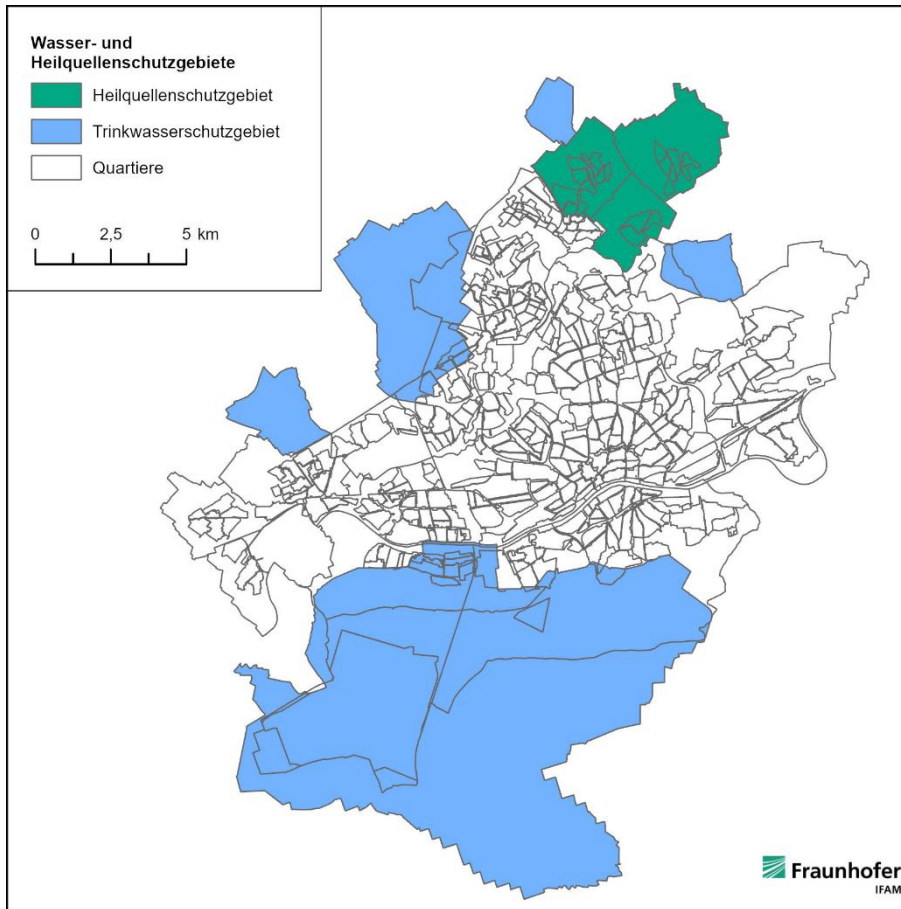 Wasser- und
Heilquellenschutzgebiete
Heilquellenschutzgebiet
Trinkwasserschutzgebiet
Quartiere
0 2,5 5 km
Fraunhofer
IFAM